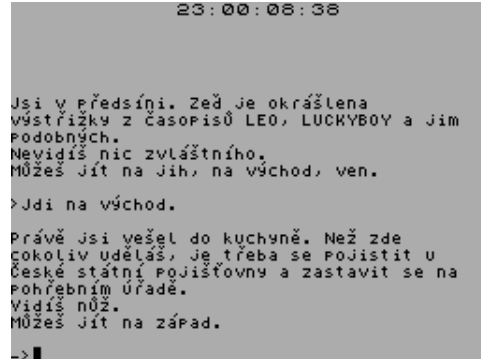 23:00:08:38
Jsi v předsíni. Zeď je okrášlena
výstřižky z časopisů LEO, LUCKYBOY a jim
podobných.
Nevidíš nic zvláštního.
Můžeš jít na jih, na východ, ven.
>Jdi na východ.
Právě jsi vešel do kuchyně. Než zde
cokoliv uděláš, je třeba se pojistit u
České státní pojišťovny a zastavit se na
pohřebním úřadě.
Vidíš nůž.
Můžeš jít na západ.
->